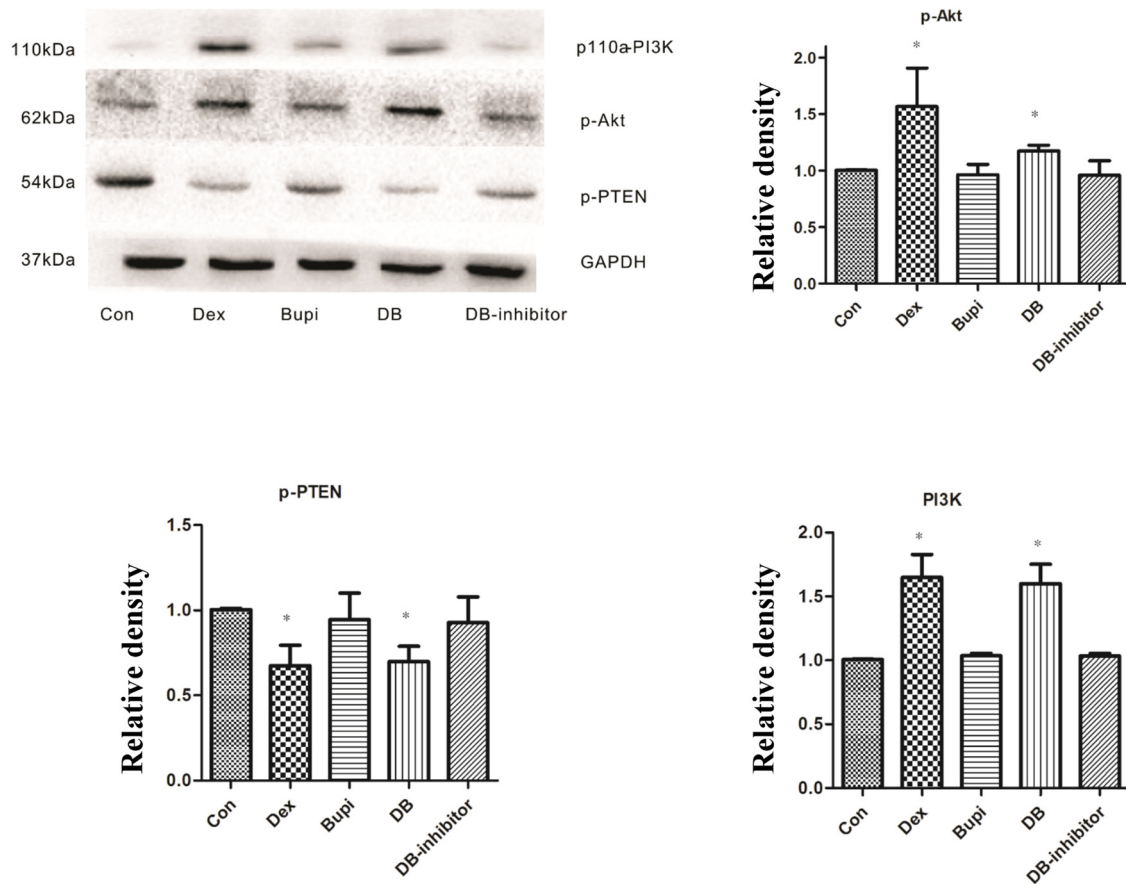 110kDa p110a-PI3K
62kDa p-Akt
54kDa p-PTEN
37kDa GAPDH
Con Dex Bupi DB DB-inhibitor
p-Akt
Relative density
2.0
1.5
1.0
0.5
0.0
*
*
Con Dex Bupi DB DB-inhibitor
p-PTEN
Relative density
1.5
1.0
0.5
0.0
*
*
Con Dex Bupi DB DB-inhibitor
PI3K
Relative density
2.0
1.5
1.0
0.5
0.0
*
*
Con Dex Bupi DB DB-inhibitor